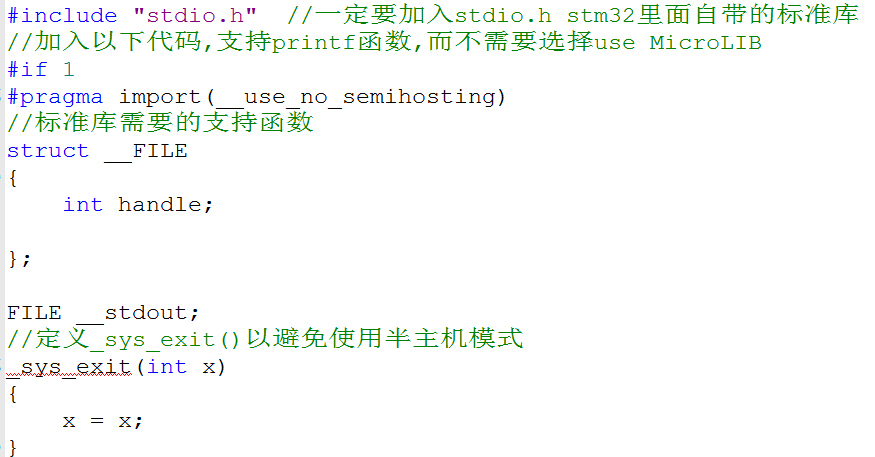 #include "stdio.h"  //一定要加入stdio.h stm32里面自带的标准库
//加入以下代码,支持printf函数,而不需要选择use MicroLIB
#if 1
#pragma import(__use_no_semihosting)
//标准库需要的支持函数
struct __FILE
{
    int handle;
};
FILE __stdout;
//定义_sys_exit()以避免使用半主机模式
_sys_exit(int x)
{
    x = x;
}